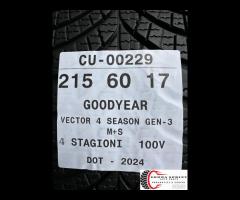 CU-00229
215 60 17
GOODYEAR
VECTOR 4 SEASON GEN-3
M+S
4 STAGIONI 100V
DOT - 2024